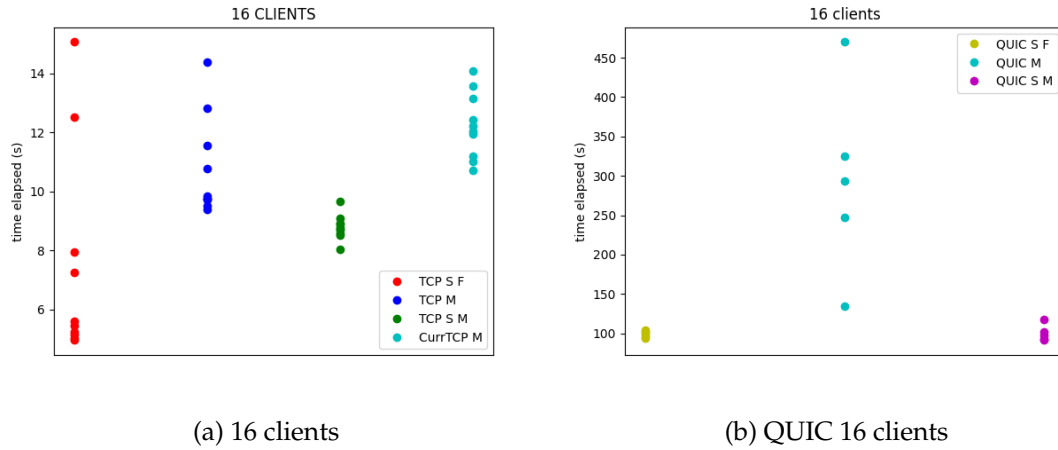 16 CLIENTS
time elapsed (s)
14
12
10
8
6
TCP S F
TCP M
TCP S M
CurrTCP M
(a) 16 clients
16 clients
time elapsed (s)
450
400
350
300
250
200
150
100
QUIC S F
QUIC M
QUIC S M
(b) QUIC 16 clients